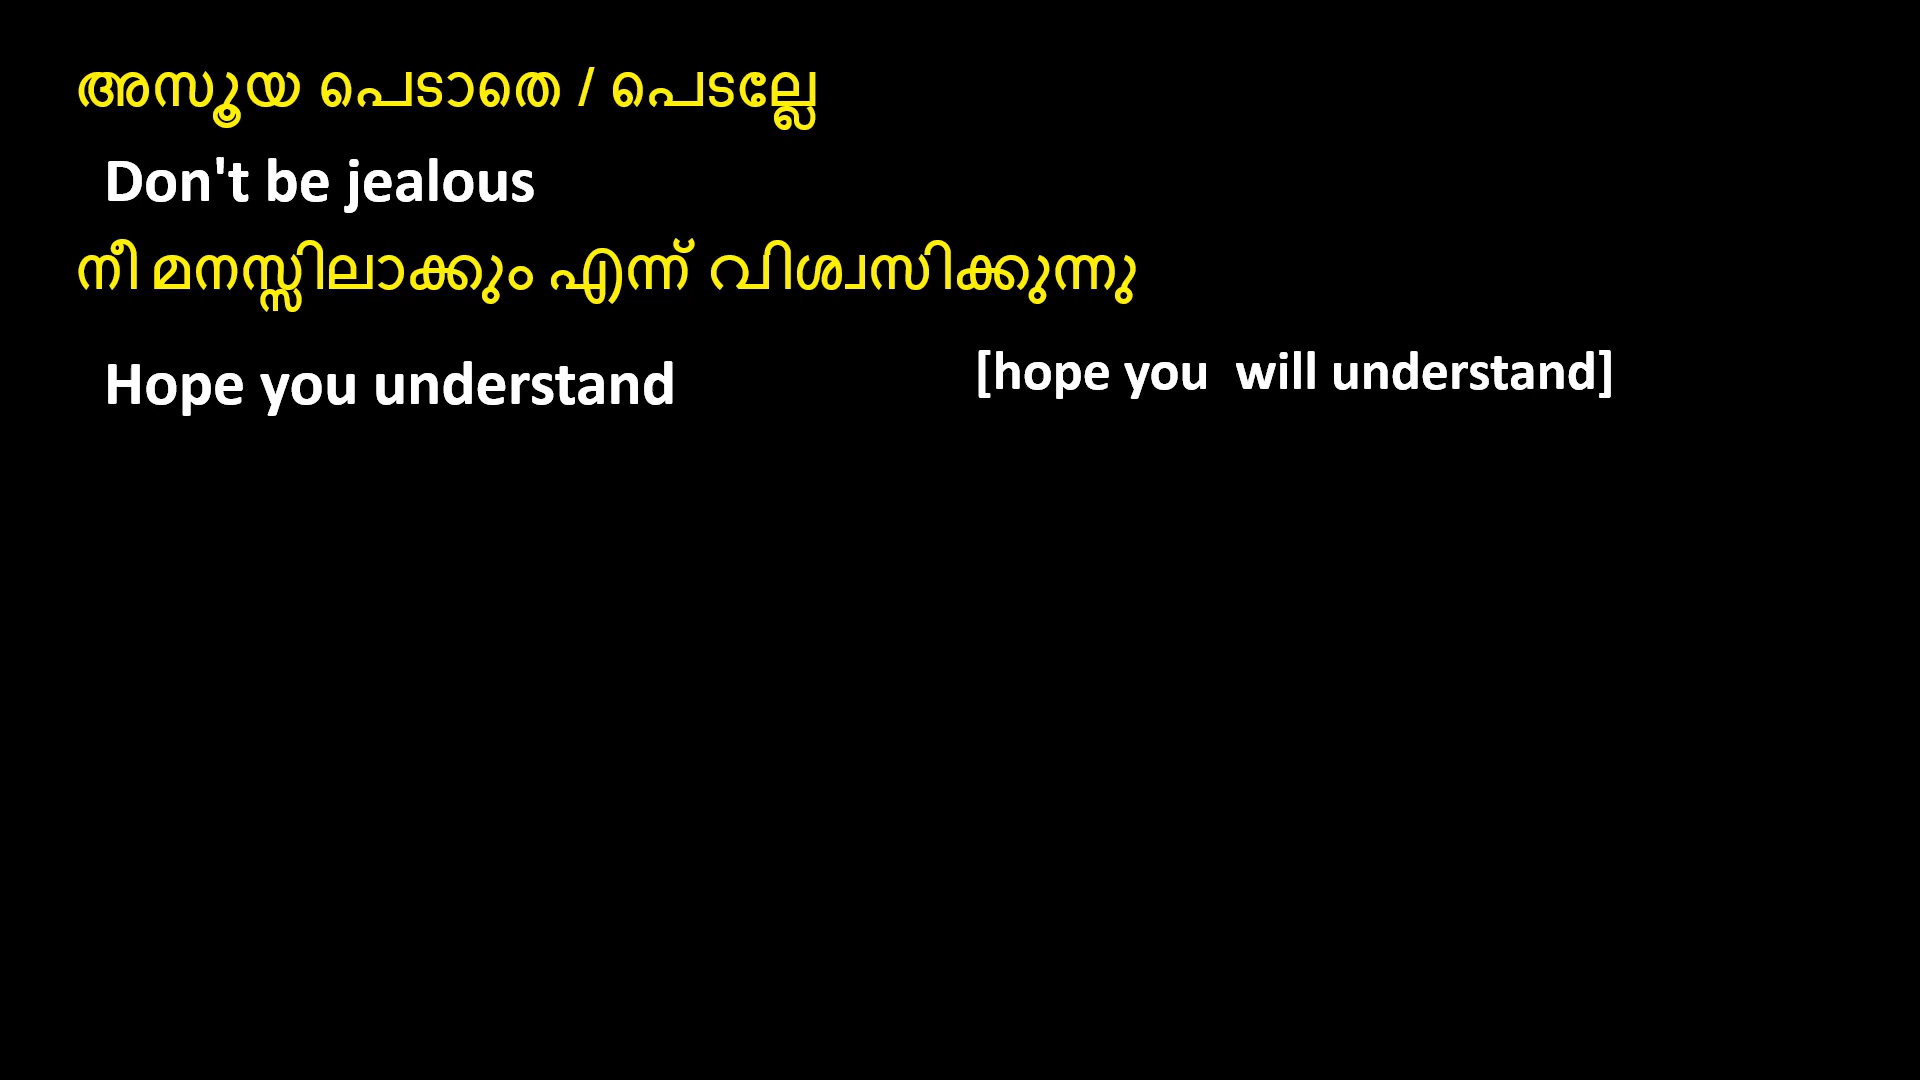 അസൂയ പെടാതെ / പെടല്ലേ
Don't be jealous
നീ മനസ്സിലാക്കും എന്ന് വിശ്വസിക്കുന്നു
Hope you understand
[hope you  will understand]